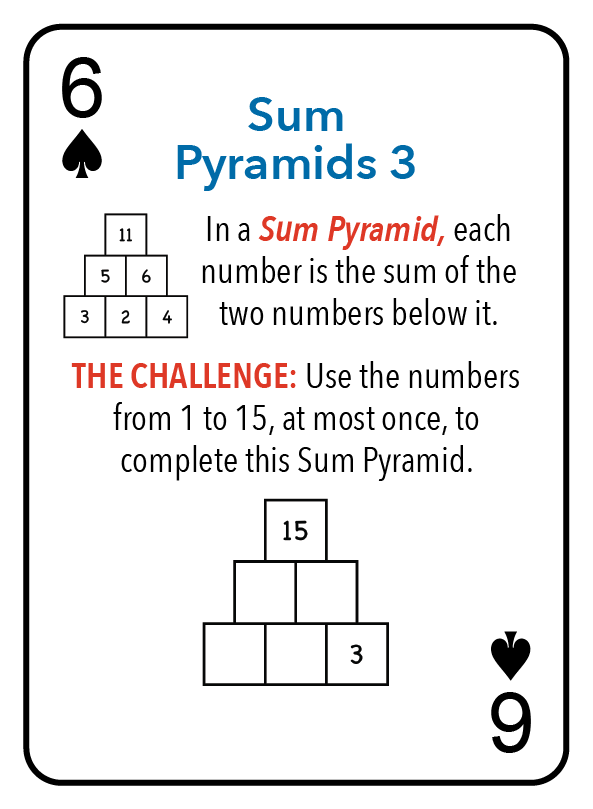 6
Sum
Pyramids 3
11
5 6
3 2 4
In a Sum Pyramid, each
number is the sum of the
two numbers below it.
THE CHALLENGE: Use the numbers
from 1 to 15, at most once, to
complete this Sum Pyramid.
15
3
6